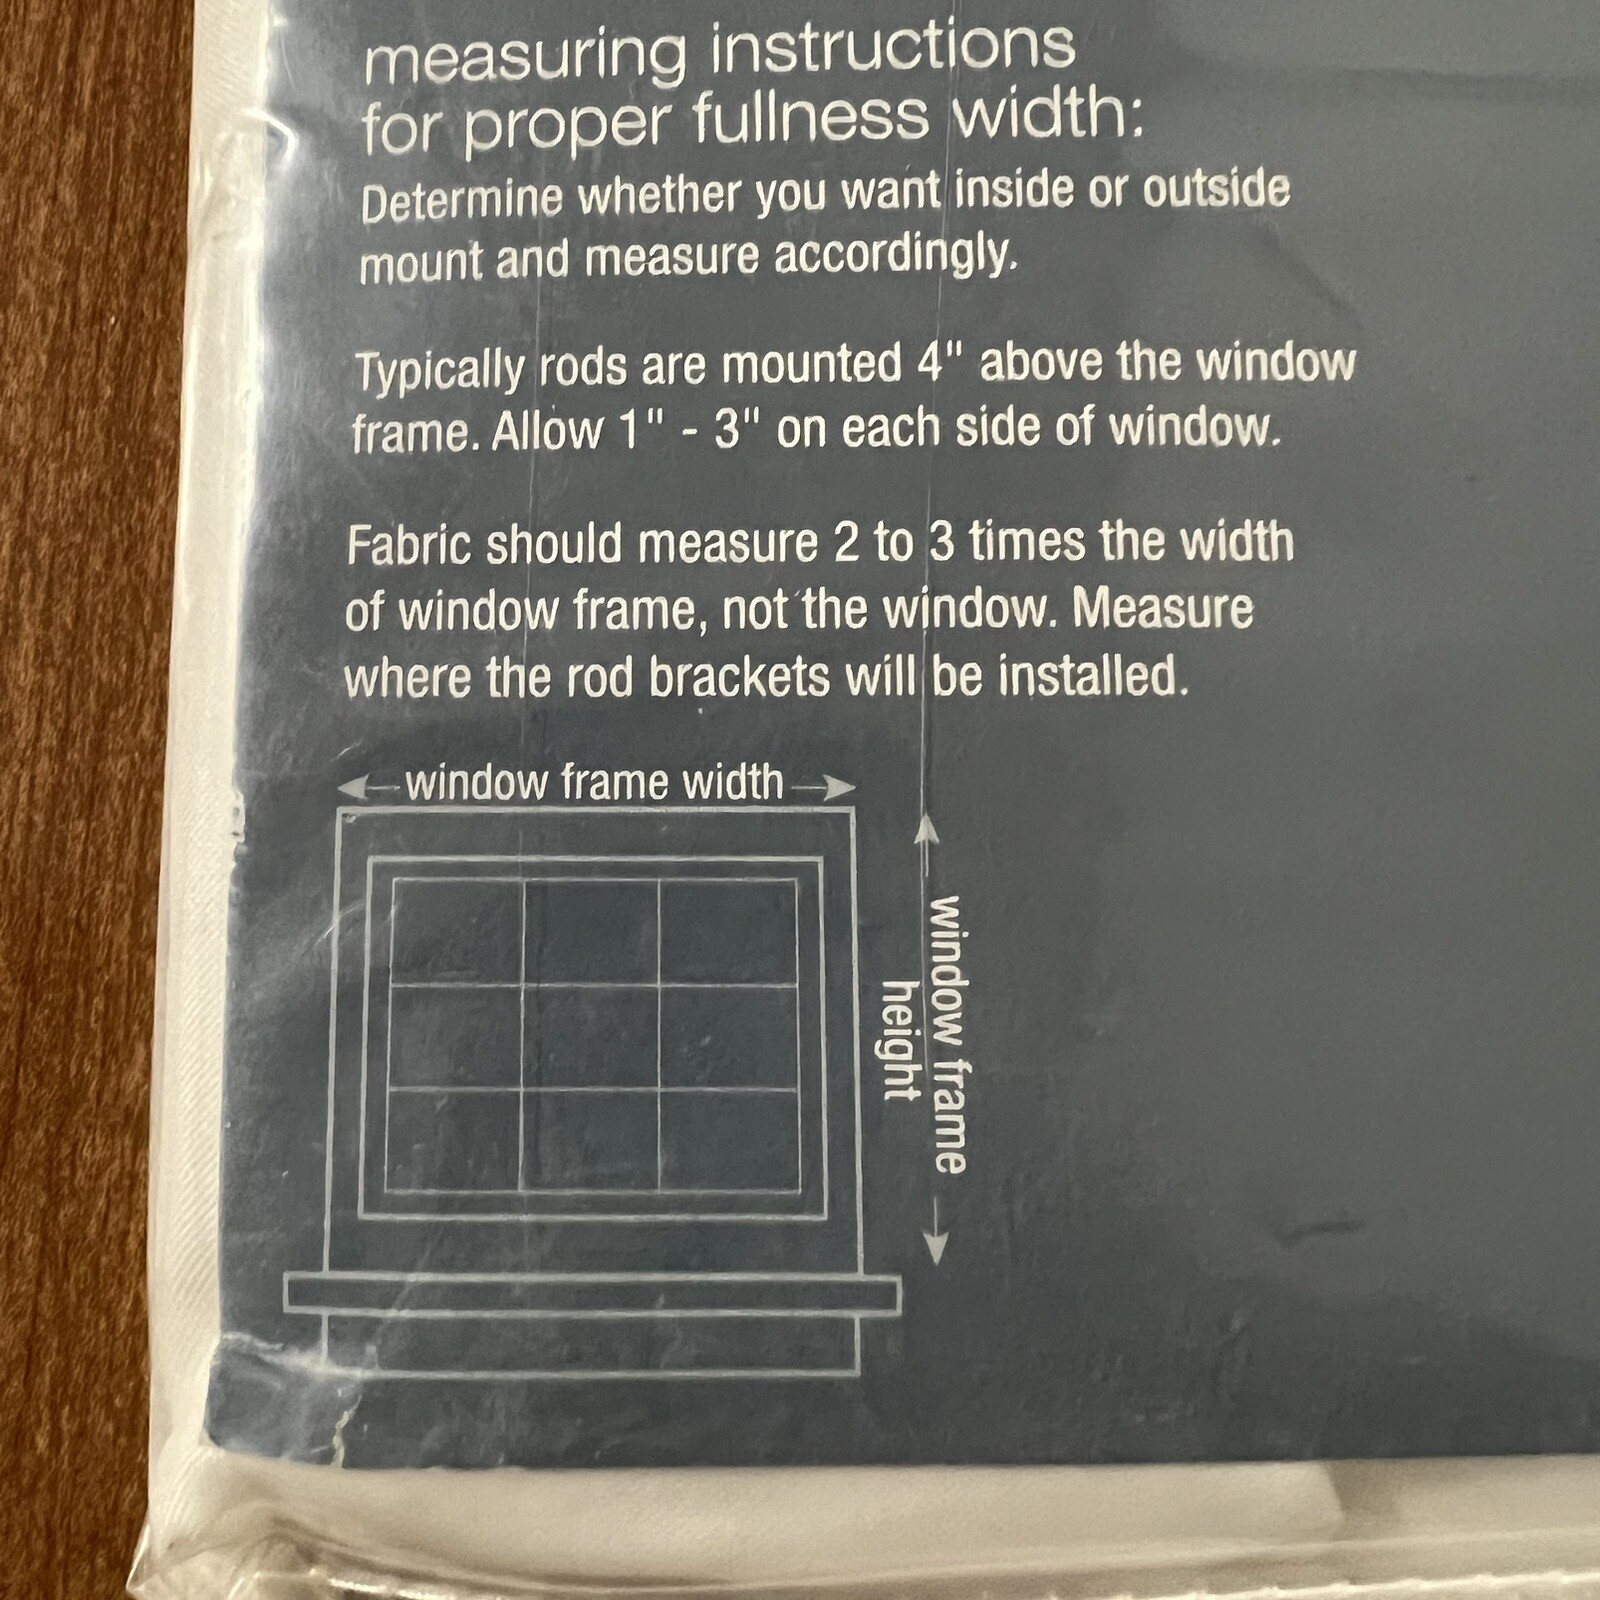 measuring instructions
for proper fullness width:
Determine whether you want inside or outside
mount and measure accordingly.
Typically rods are mounted 4" above the window
frame. Allow 1" - 3" on each side of window.
Fabric should measure 2 to 3 times the width
of window frame, not the window. Measure
where the rod brackets will be installed.
window frame width
window frame
height